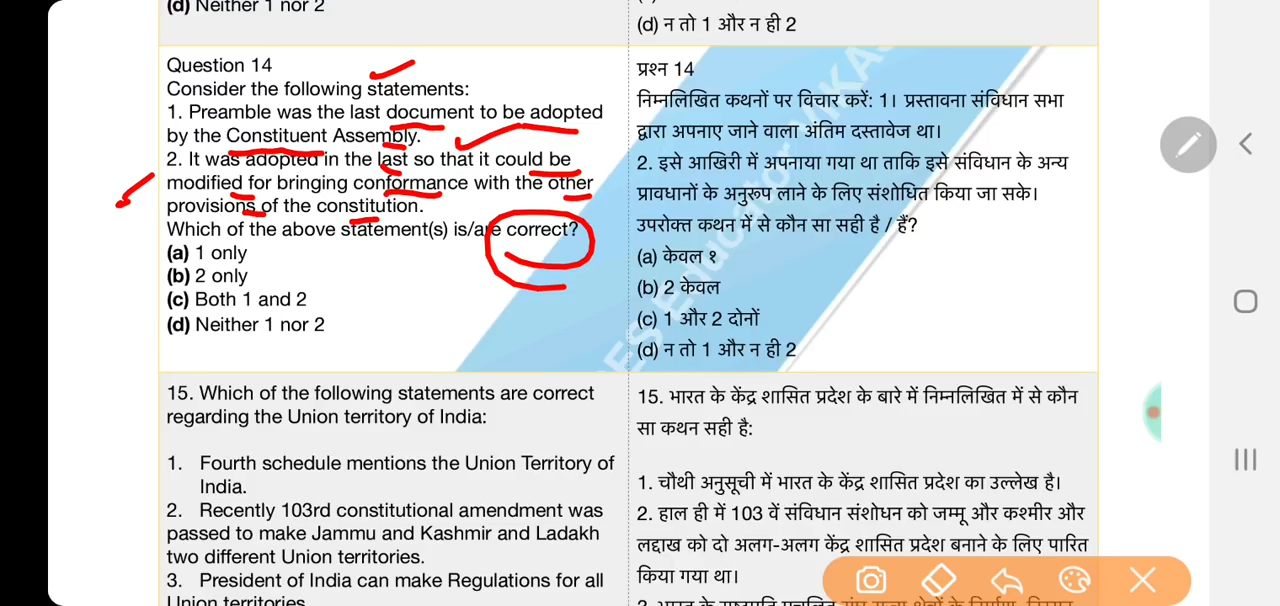 (d) Neither 1 nor 2
Question 14
Consider the following statements:
1. Preamble was the last document to be adopted
by the Constituent Assembly.
2. It was adopted in the last so that it could be
modified for bringing conformance with the other
provisions of the constitution.
Which of the above statement(s) is/are correct?
(a) 1 only
(b) 2 only
(c) Both 1 and 2
(d) Neither 1 nor 2
15. Which of the following statements are correct
regarding the Union territory of India:
1. Fourth schedule mentions the Union Territory of
India.
2. Recently 103rd constitutional amendment was
passed to make Jammu and Kashmir and Ladakh
two different Union territories.
3. President of India can make Regulations for all
Union territories
(d) न तो 1 और न ही 2
प्रश्न 14
निम्नलिखित कथनों पर विचार करें: 1। प्रस्तावना संविधान सभा
द्वारा अपनाए जाने वाला अंतिम दस्तावेज था।
2. इसे आखिरी में अपनाया गया था ताकि इसे संविधान के अन्य
प्रावधानों के अनुरूप लाने के लिए संशोधित किया जा सके।
उपरोक्त कथन में से कौन सा सही है / हैं?
(a) केवल १
(b) 2 केवल
(c) 1 और 2 दोनों
(d) न तो 1 और न ही 2
15. भारत के केंद्र शासित प्रदेश के बारे में निम्नलिखित में से कौन
सा कथन सही है:
1. चौथी अनुसूची में भारत के केंद्र शासित प्रदेश का उल्लेख है।
2. हाल ही में 103 वें संविधान संशोधन को जम्मू और कश्मीर और
लद्दाख को दो अलग-अलग केंद्र शासित प्रदेश बनाने के लिए पारित
किया गया था।
Educator VIKAS